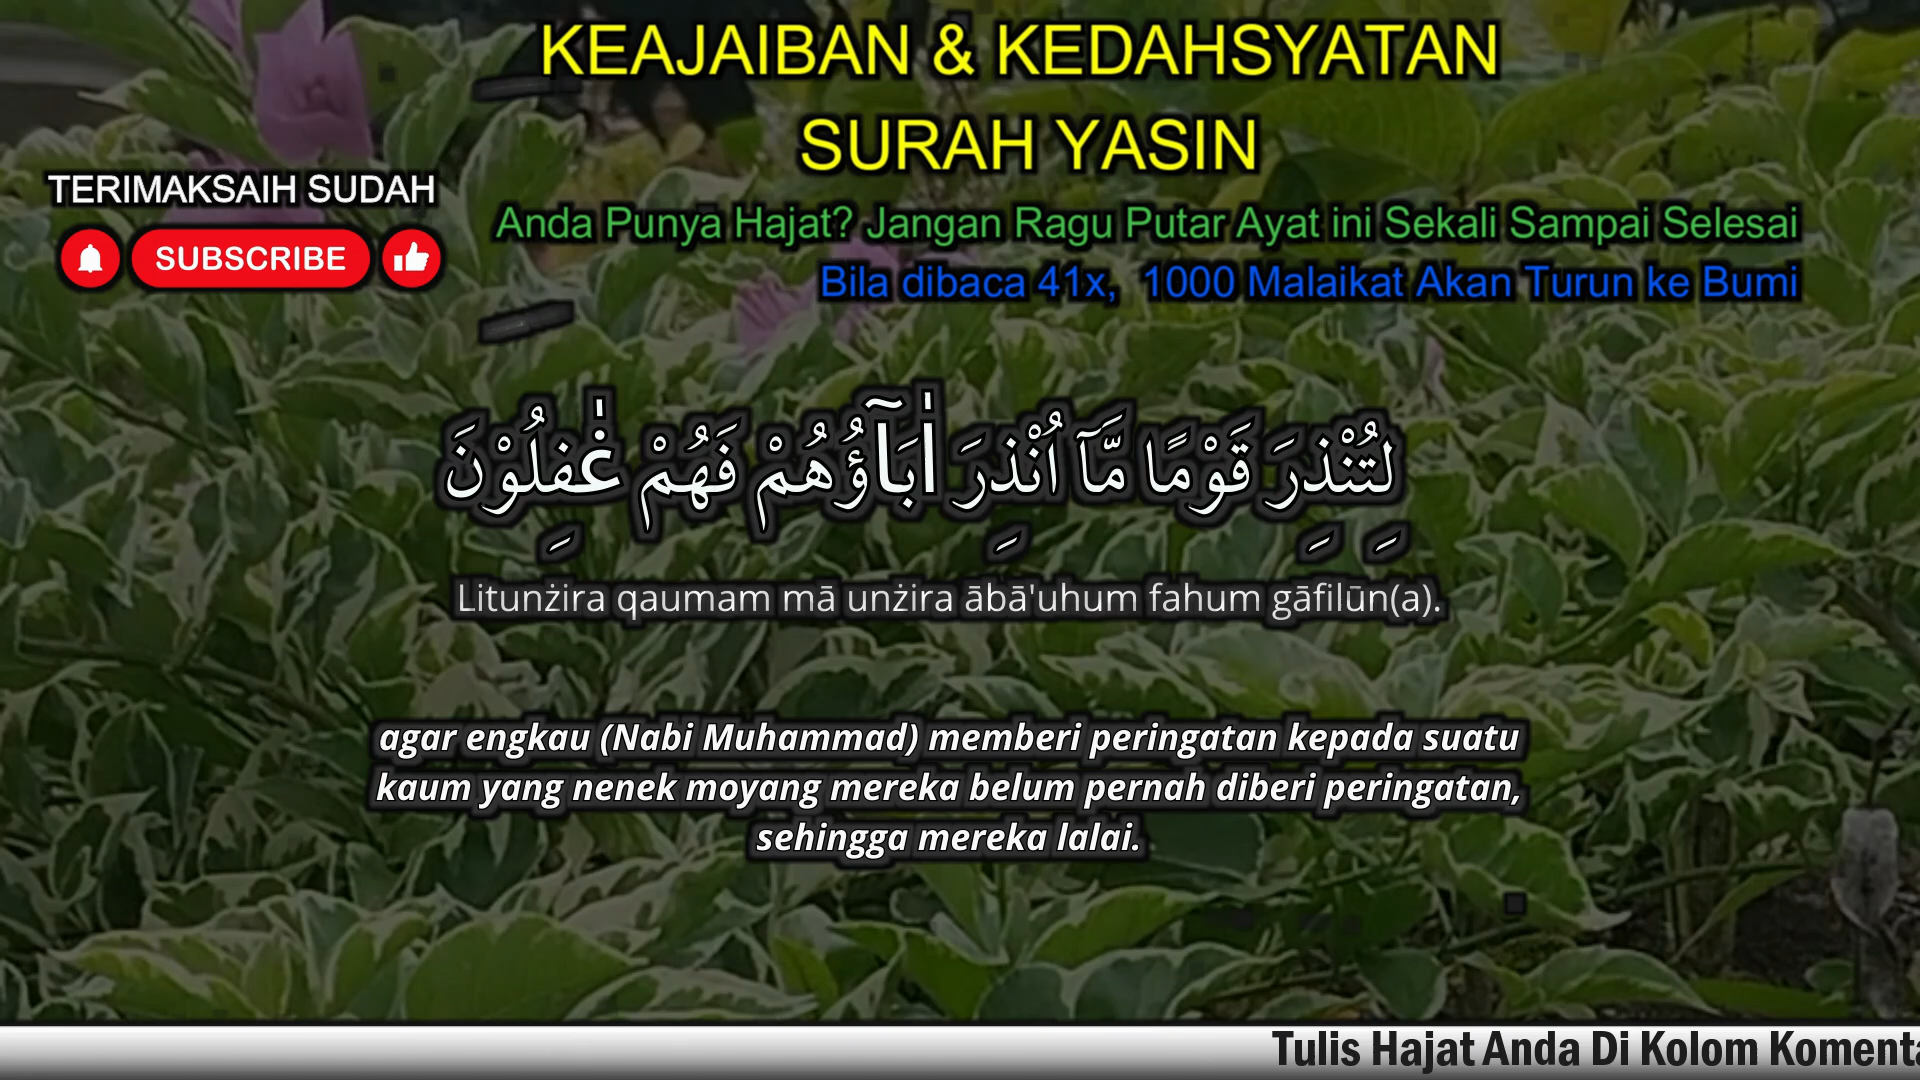 KEAJAIBAN & KEDAHSYATAN
SURAH YASIN
TERIMAKSAIH SUDAH
SUBSCRIBE
Anda Punya Hajat? Jangan Ragu Putar Ayat ini Sekali Sampai Selesai
Bila dibaca 41x, 1000 Malaikat Akan Turun ke Bumi
لِتُنْذِرَ قَوْمًا مَّآ اُنْذِرَ اٰبَاۤؤُهُمْ فَهُمْ غٰفِلُوْنَ
Litunżira qaumam mā unżira ābā'uhum fahum gāfilūn(a).
agar engkau (Nabi Muhammad) memberi peringatan kepada suatu
kaum yang nenek moyang mereka belum pernah diberi peringatan,
sehingga mereka lalai.
Tulis Hajat Anda Di Kolom Komenta